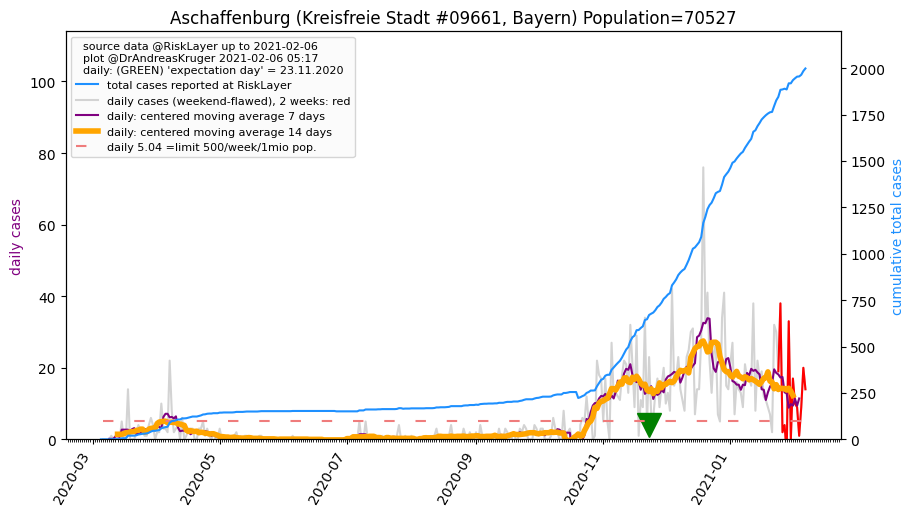 Aschaffenburg (Kreisfreie Stadt #09661, Bayern) Population=70527
source data @RiskLayer up to 2021-02-06
plot @DrAndreasKruger 2021-02-06 05:17
daily: (GREEN) 'expectation day' = 23.11.2020
total cases reported at RiskLayer
daily cases (weekend-flawed), 2 weeks: red
daily: centered moving average 7 days
daily: centered moving average 14 days
daily 5.04 =limit 500/week/1mio pop.
daily cases
100
80
60
40
20
0
cumulative total cases
2000
1750
1500
1250
1000
750
500
250
0
2020-03
2020-05
2020-07
2020-09
2020-11
2021-01